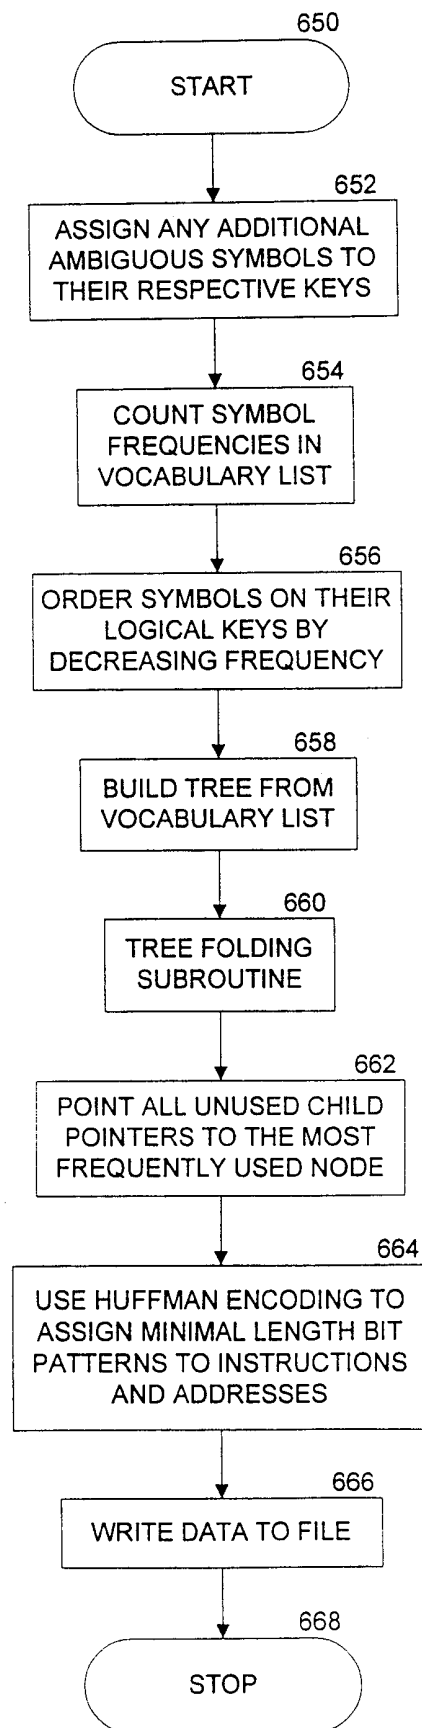 650
START
652
ASSIGN ANY ADDITIONAL
AMBIGUOUS SYMBOLS TO
THEIR RESPECTIVE KEYS
654
COUNT SYMBOL
FREQUENCIES IN
VOCABULARY LIST
656
ORDER SYMBOLS ON THEIR
LOGICAL KEYS BY
DECREASING FREQUENCY
658
BUILD TREE FROM
VOCABULARY LIST
660
TREE FOLDING
SUBROUTINE
662
POINT ALL UNUSED CHILD
POINTERS TO THE MOST
FREQUENTLY USED NODE
664
USE HUFFMAN ENCODING TO
ASSIGN MINIMAL LENGTH BIT
PATTERNS TO INSTRUCTIONS
AND ADDRESSES
666
WRITE DATA TO FILE
668
STOP